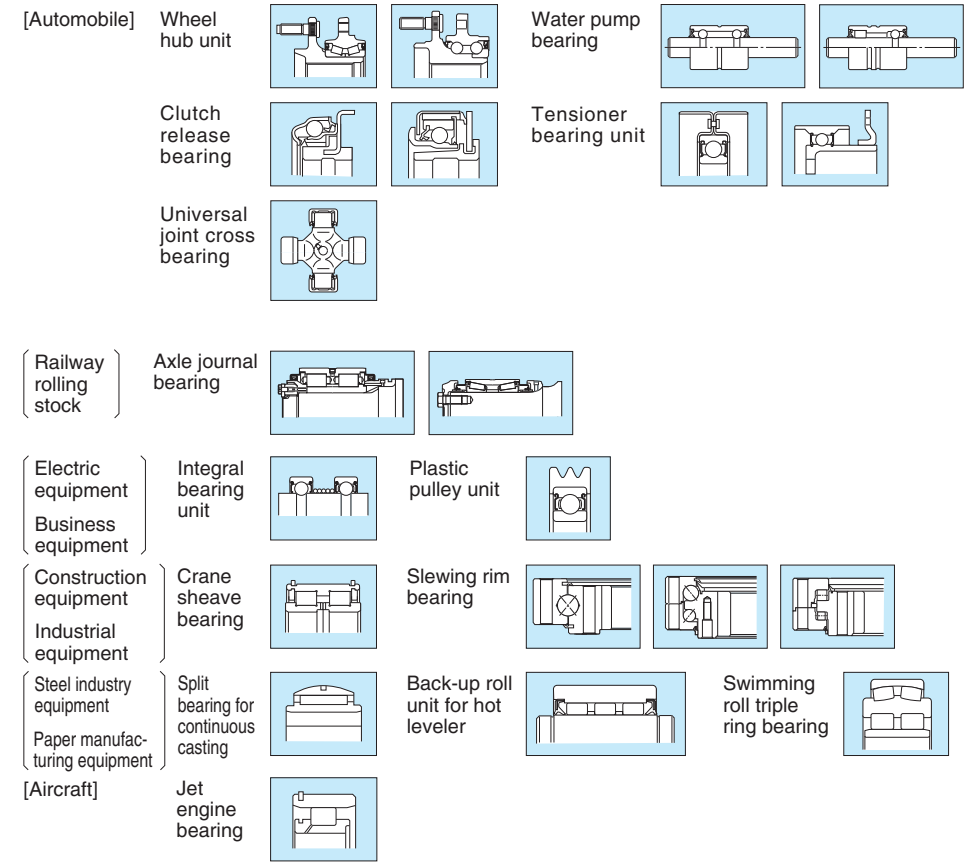 [Automobile]
Wheel
hub unit
Water pump
bearing
Clutch
release
bearing
Tensioner
bearing unit
Universal
joint cross
bearing
Railway
rolling
stock
Axle journal
bearing
Electric
equipment
Business
equipment
Integral
bearing
unit
Plastic
pulley unit
Construction
equipment
Industrial
equipment
Crane
sheave
bearing
Slewing rim
bearing
Steel industry
equipment
Paper manufac-
turing equipment
Split
bearing for
continuous
casting
Back-up roll
unit for hot
leveler
Swimming
roll triple
ring bearing
[Aircraft]
Jet
engine
bearing